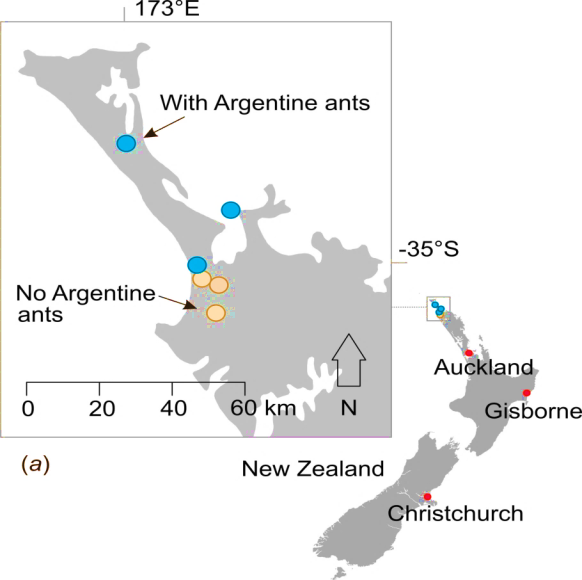 173°E
With Argentine ants
-35°S
No Argentine
ants
Auckland
0 20 40 60 km
N
Gisborne
(a)
New Zealand
Christchurch